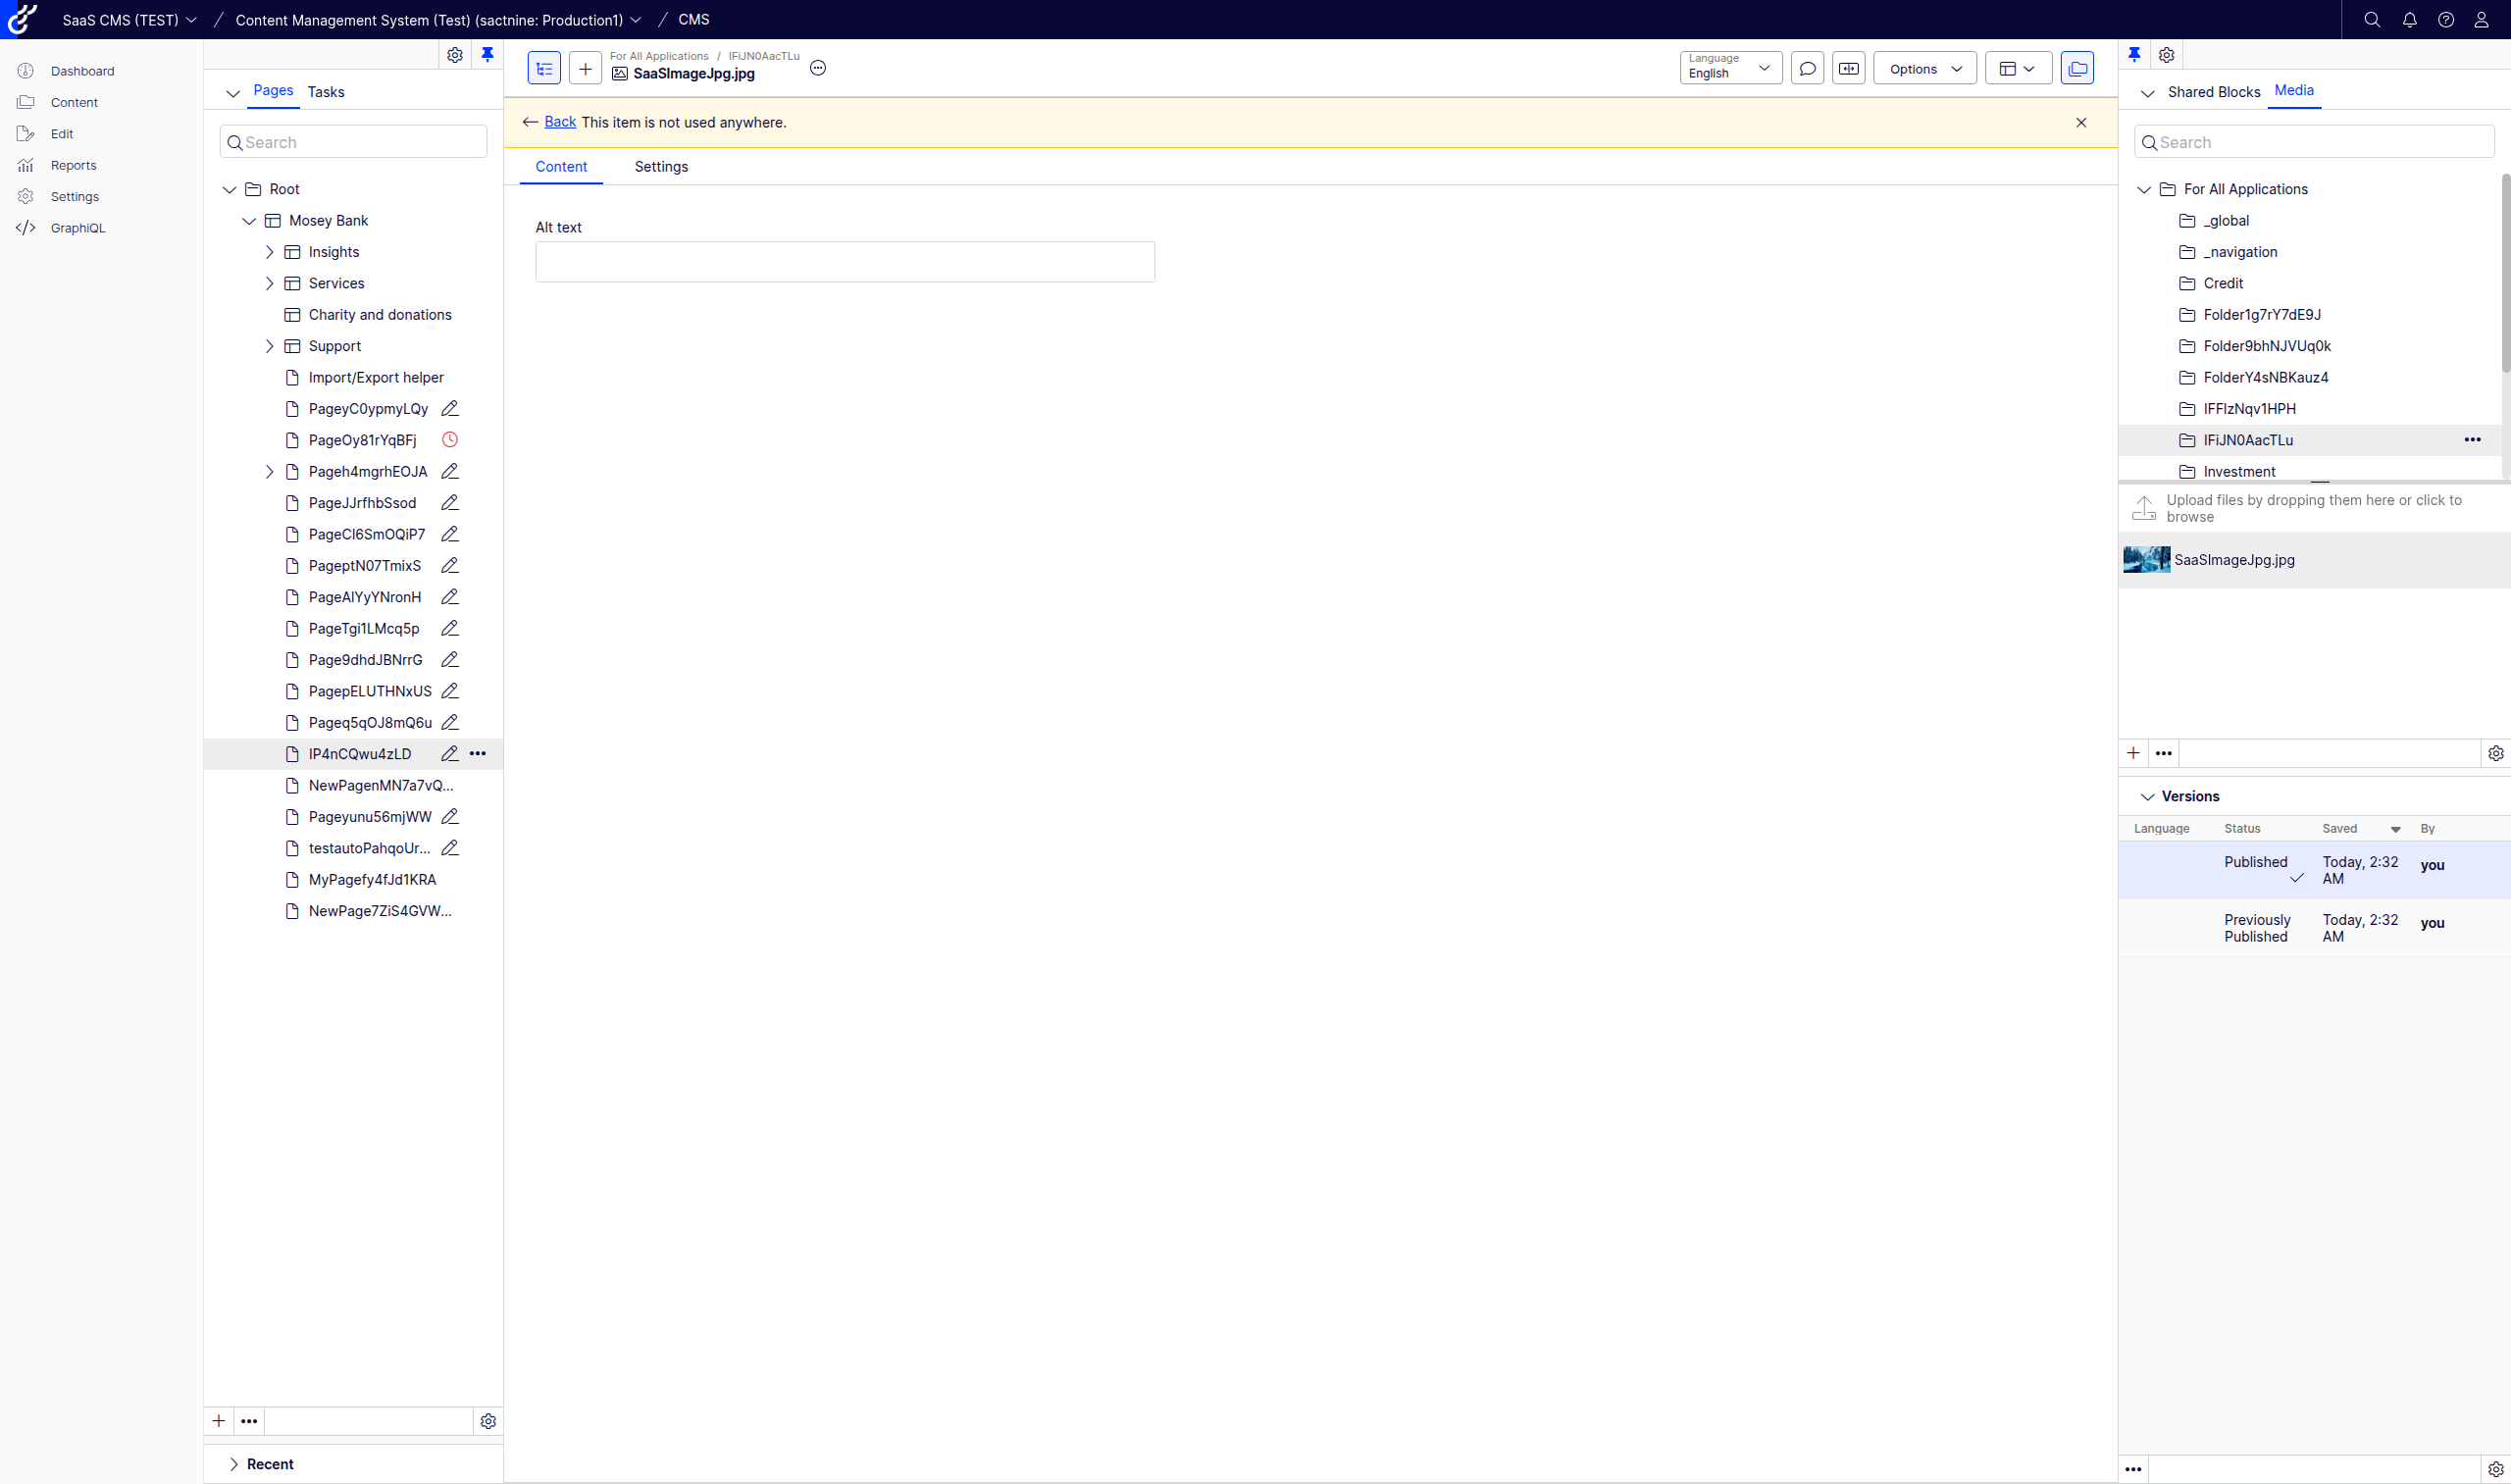 SaaS CMS (TEST) / Content Management System (Test) (sactnine: Production1) / CMS
Dashboard
Content
Edit
Reports
Settings
GraphiQL
Pages Tasks
Search
Root
Mosey Bank
Insights
Services
Charity and donations
Support
Import/Export helper
PageyC0ypmyLQy
PageOy81rYqBFj
Pageh4mgrhEOJA
PageJJrfhbSsod
PageCl6SmOQiP7
PageptN07TmixS
PageAlYyYNronH
PageTgi1LMcq5p
Page9dhdJBNrrG
PagepELUTHNxUS
Pageq5qOJ8mQ6u
IP4nCQwu4zLD
NewPagenMN7a7vQ...
Pageyunu56mjWW
testautoPahqoUr...
MyPagefy4fJd1KRA
NewPage7ZiS4GVW...
Recent
For All Applications / IFiJN0AacTLu
SaaSImageJpg.jpg
Language
English
Options
Back This item is not used anywhere.
Content Settings
Alt text
Shared Blocks Media
Search
For All Applications
_global
_navigation
Credit
Folder1g7rY7dE9J
Folder9bhNJVUq0k
FolderY4sNBKauz4
IFFlzNqv1HPH
IFiJN0AacTLu
Investment
Upload files by dropping them here or click to
browse
SaaSImageJpg.jpg
Versions
Language Status Saved By
Published Today, 2:32 AM you
Previously Published Today, 2:32 AM you